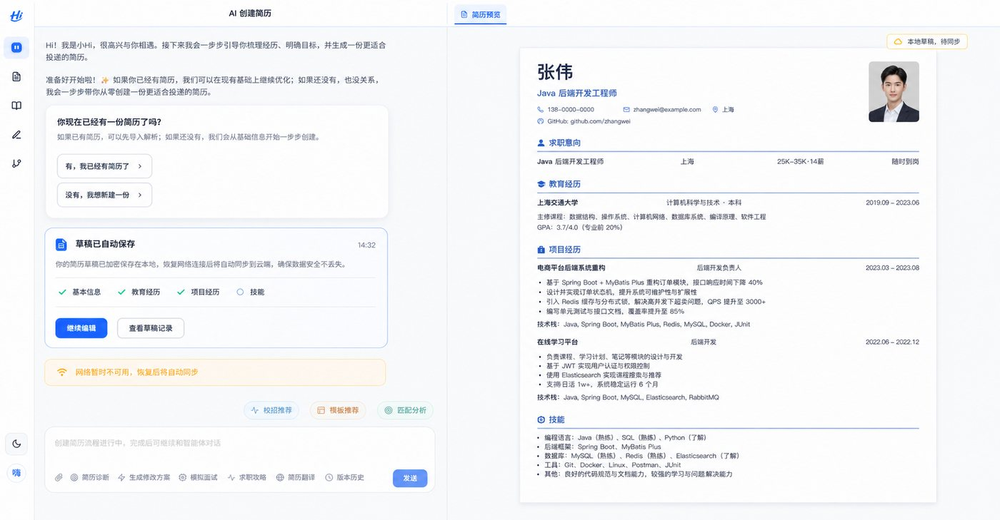 Hi
AI 创建简历
简历预览
Hi！我是小Hi，很高兴与你相遇。接下来我会一步步引导你梳理经历、明确目标，并生成一份更适合
投递的简历。
准备好开始啦！✨ 如果你已经有简历，我们可以在现有基础上继续优化；如果还没有，也没关系，
我会一步步带你从零创建一份更适合投递的简历。
你现在已经有一份简历了吗？
如果已有简历，可以先导入解析；如果还没有，我们会从基础信息开始一步步创建。
有，我已经有简历了
没有，我想新建一份
草稿已自动保存
14:32
你的简历草稿已加密保存在本地，恢复网络连接后将自动同步到云端，确保数据安全不丢失。
基本信息 教育经历 项目经历 技能
继续编辑 查看草稿记录
网络暂时不可用，恢复后将自动同步
校招推荐 模板推荐 匹配分析
创建简历流程进行中，完成后可继续和智能体对话
简历诊断 生成修改方案 模拟面试 求职攻略 简历翻译 版本历史
发送
嗨
本地草稿，待同步
张伟
Java 后端开发工程师
138-0000-0000 zhangwei@example.com 上海
GitHub: github.com/zhangwei
求职意向
Java 后端开发工程师 上海 25K-35K·14薪 随时到岗
教育经历
上海交通大学 计算机科学与技术 · 本科 2019.09 - 2023.06
主修课程：数据结构、操作系统、计算机网络、数据库系统、编译原理、软件工程
GPA：3.7/4.0（专业前 20%）
项目经历
电商平台后端系统重构 后端开发负责人 2023.03 - 2023.08
• 基于 Spring Boot + MyBatis Plus 重构订单模块，接口响应时间下降 40%
• 设计并实现订单状态机，提升系统可维护性与扩展性
• 引入 Redis 缓存与分布式锁，解决高并发下超卖问题，QPS 提升至 3000+
• 编写单元测试与接口文档，覆盖率提升至 85%
技术栈：Java, Spring Boot, MyBatis Plus, Redis, MySQL, Docker, JUnit
在线学习平台 后端开发 2022.06 - 2022.12
• 负责课程、学习计划、笔记等模块的设计与开发
• 基于 JWT 实现用户认证与权限控制
• 使用 Elasticsearch 实现课程搜索与推荐
• 支撑日活 1w+，系统稳定运行 6 个月
技术栈：Java, Spring Boot, MySQL, Elasticsearch, RabbitMQ
技能
• 编程语言：Java（熟练）、SQL（熟练）、Python（了解）
• 后端框架：Spring Boot、MyBatis Plus
• 数据库：MySQL（熟练）、Redis（熟练）、Elasticsearch（了解）
• 工具：Git、Docker、Linux、Postman、JUnit
• 其他：良好的代码规范与文档能力，较强的学习与问题解决能力